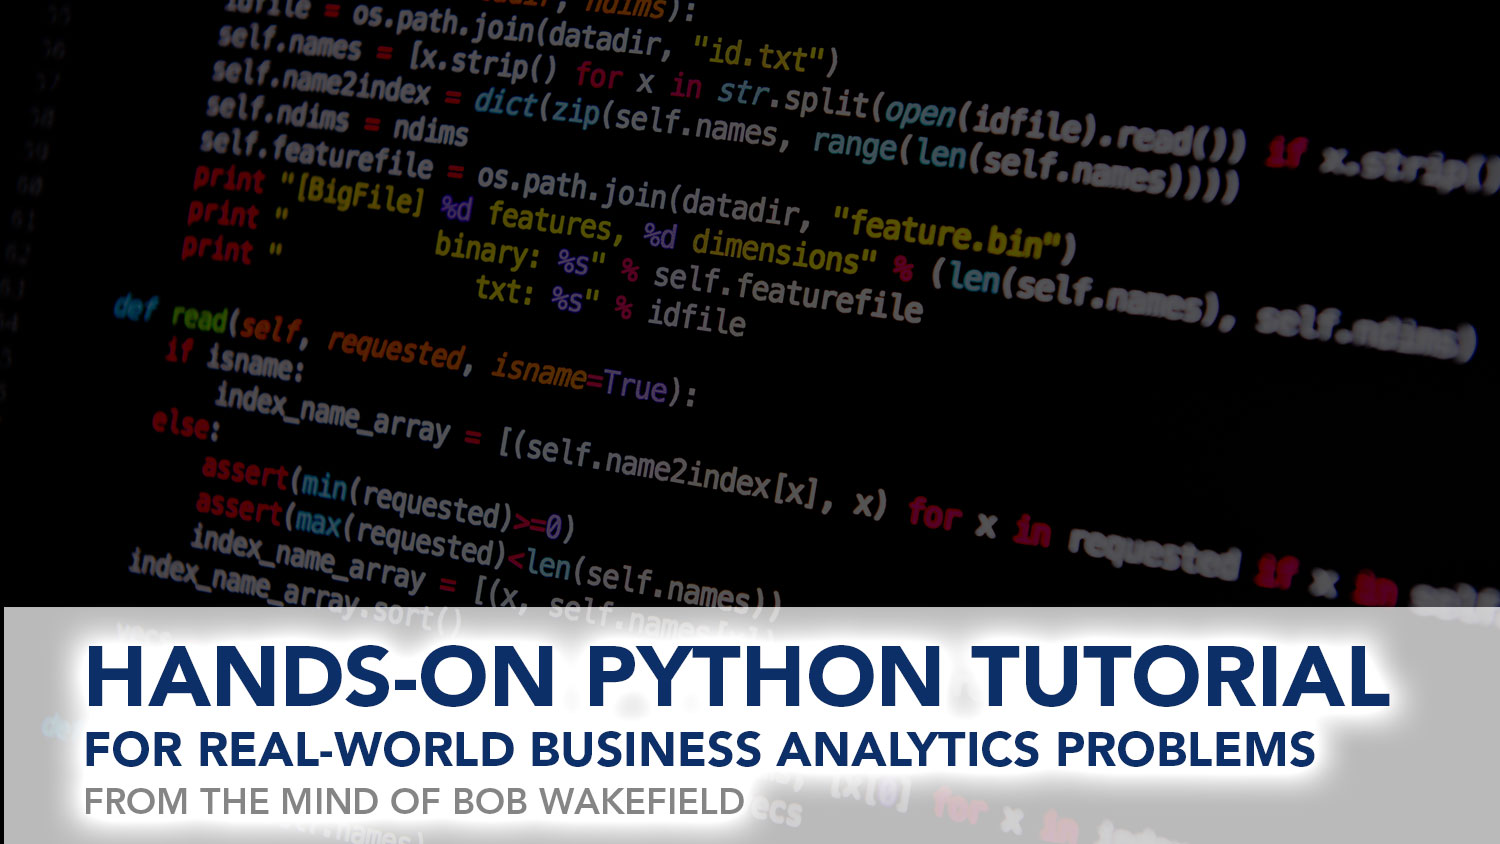 idfile = os.path.join(datadir, "id.txt")
self.names = [x.strip() for x in str.split(open(idfile).read()) if x.strip()
self.name2index = dict(zip(self.names, range(len(self.names))))
self.ndims = ndims
self.featurefile = os.path.join(datadir, "feature.bin")
print "[BigFile] %d features, %d dimensions" % (len(self.names), self.ndims)
print " binary: %s" % self.featurefile
print " txt: %s" % idfile
def read(self, requested, isname=True):
if isname:
index_name_array = [(self.name2index[x], x) for x in requested if x in
else:
assert(min(requested)>=0)
assert(max(requested)<len(self.names))
index_name_array = [(x, self.names[x])
index_name_array.sort()
vecs
HANDS-ON PYTHON TUTORIAL
FOR REAL-WORLD BUSINESS ANALYTICS PROBLEMS
FROM THE MIND OF BOB WAKEFIELD
[x[0] for x in